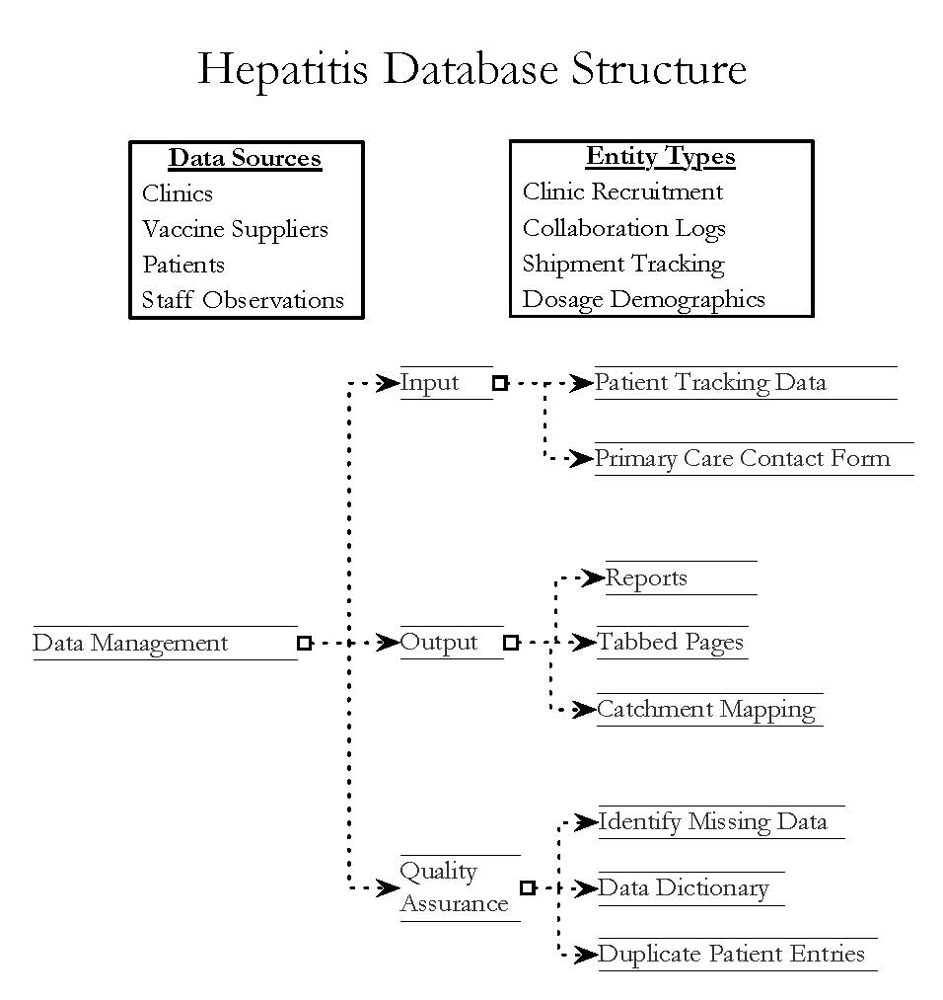 Hepatitis Database Structure
Data Sources
Clinics
Vaccine Suppliers
Patients
Staff Observations
Entity Types
Clinic Recruitment
Collaboration Logs
Shipment Tracking
Dosage Demographics
Input
Patient Tracking Data
Primary Care Contact Form
Data Management
Output
Reports
Tabbed Pages
Catchment Mapping
Quality
Assurance
Identify Missing Data
Data Dictionary
Duplicate Patient Entries